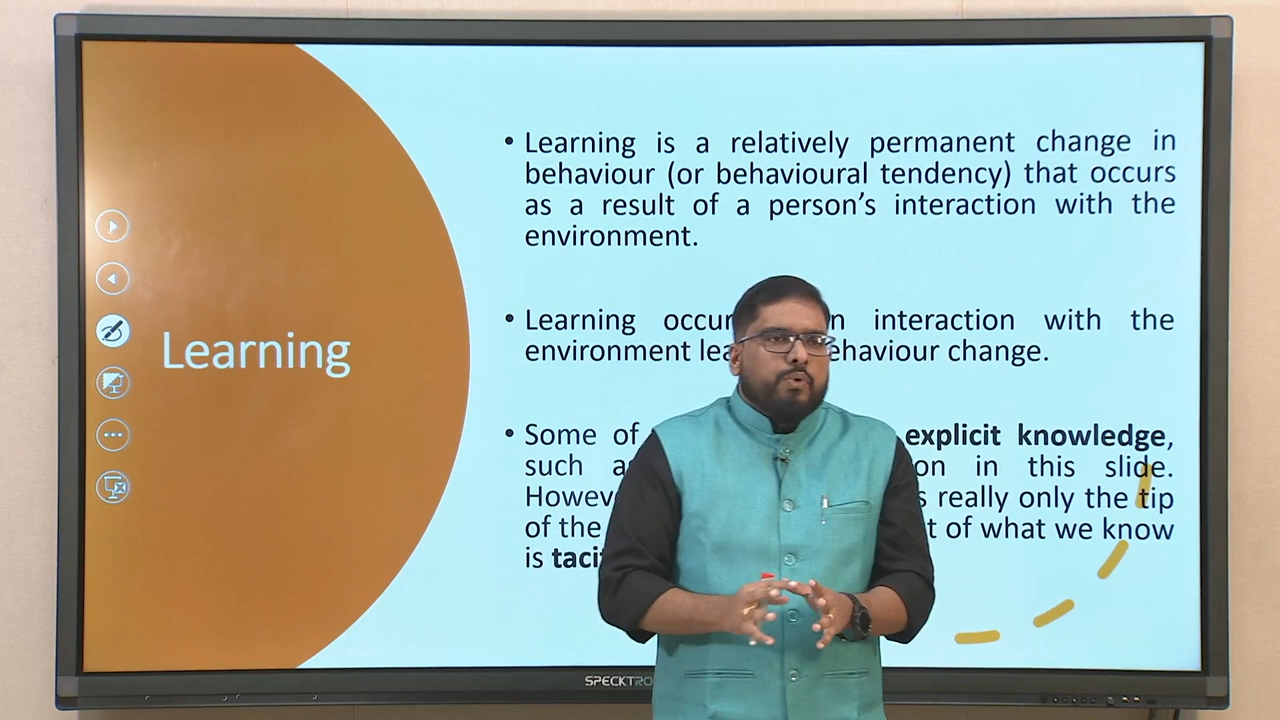 Learning
• Learning is a relatively permanent change in
behaviour (or behavioural tendency) that occurs
as a result of a person's interaction with the
environment.
• Learning occur n interaction with the
environment lea ehaviour change.
• Some of explicit knowledge,
such a on in this slide.
Howev s really only the tip
of the t of what we know
is taci
SPECKTRO